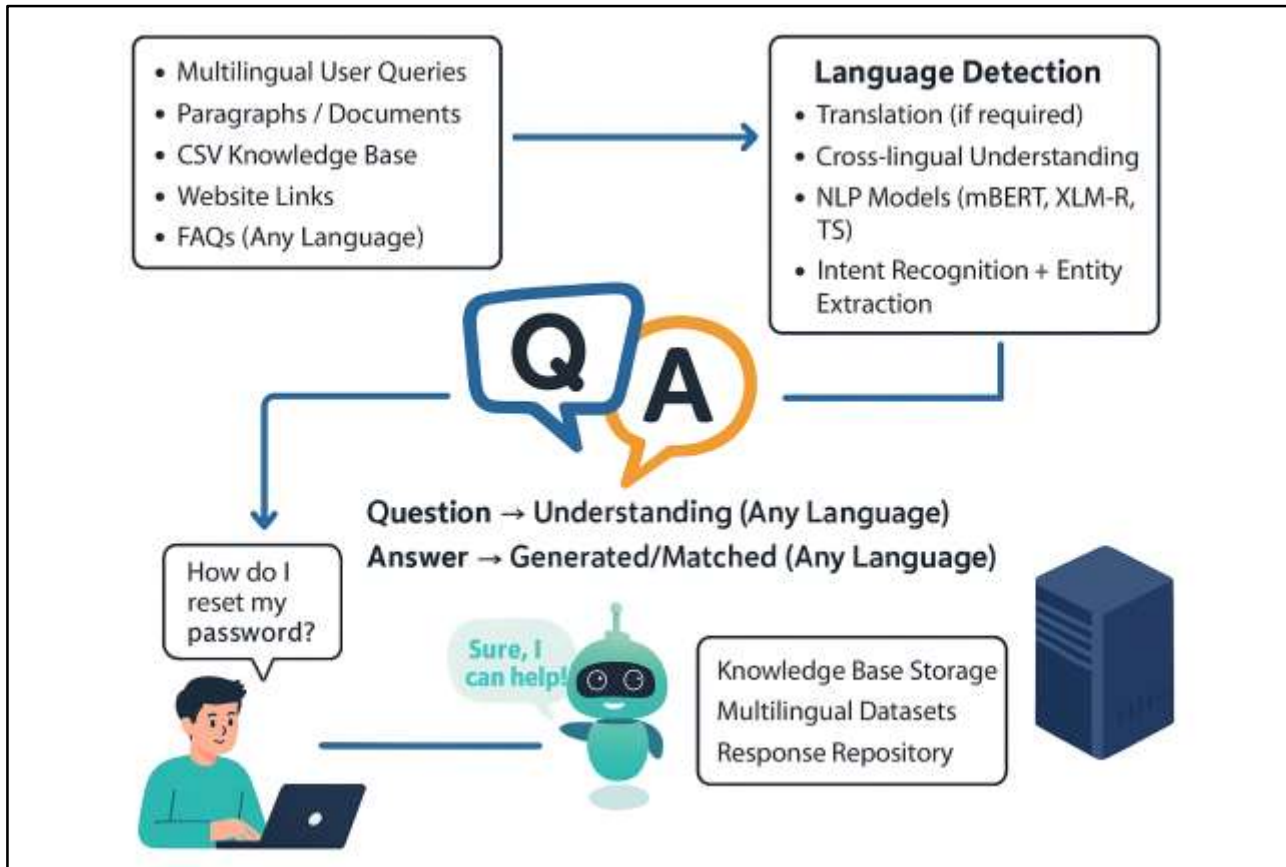 • Multilingual User Queries
• Paragraphs / Documents
• CSV Knowledge Base
• Website Links
• FAQs (Any Language)
Language Detection
• Translation (if required)
• Cross-lingual Understanding
• NLP Models (mBERT, XLM-R,
TS)
• Intent Recognition + Entity
Extraction
Q
A
Question → Understanding (Any Language)
Answer → Generated/Matched (Any Language)
How do I
reset my
password?
Sure, I
can help!
Knowledge Base Storage
Multilingual Datasets
Response Repository